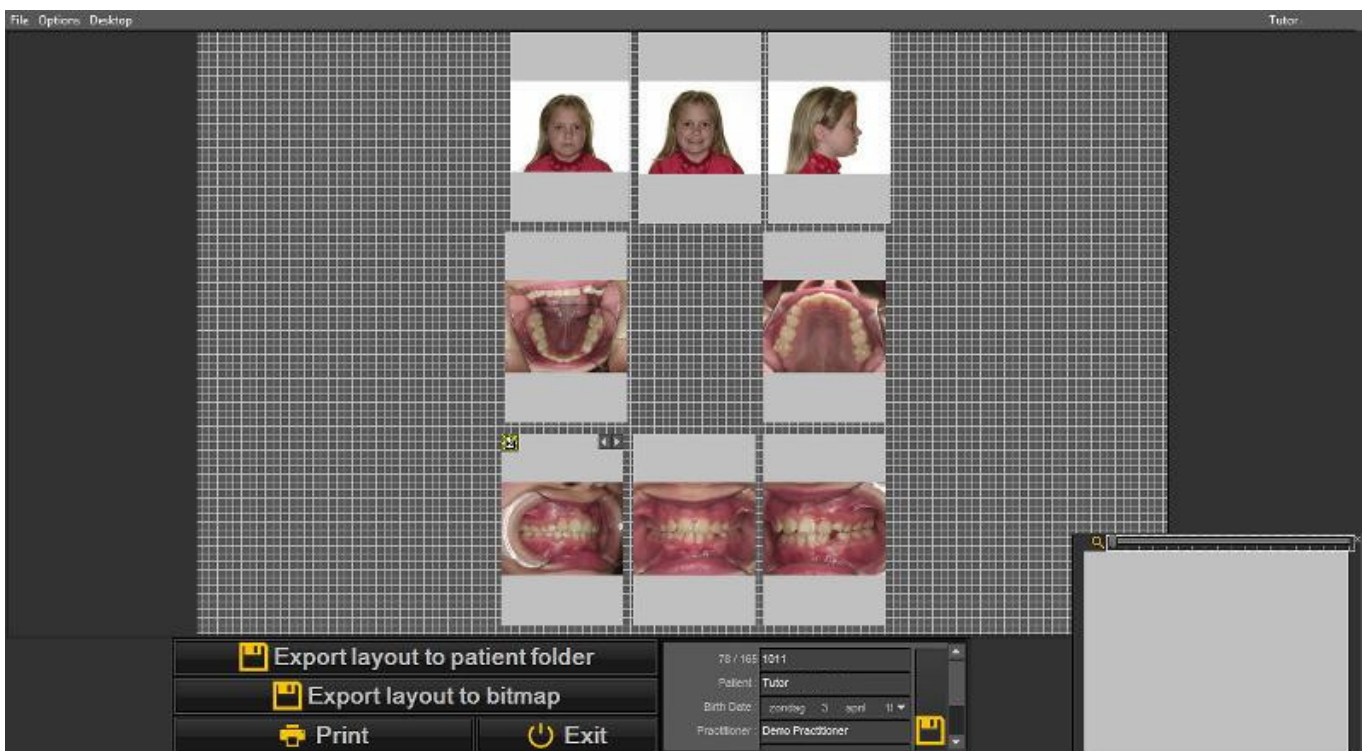 File Options Desktop
Tutor
Export layout to patient folder
Export layout to bitmap
Print
Exit
78 / 165 1011
Patient Tutor
Birth Date zondag 3 april
Practitioner Demo Practitioner